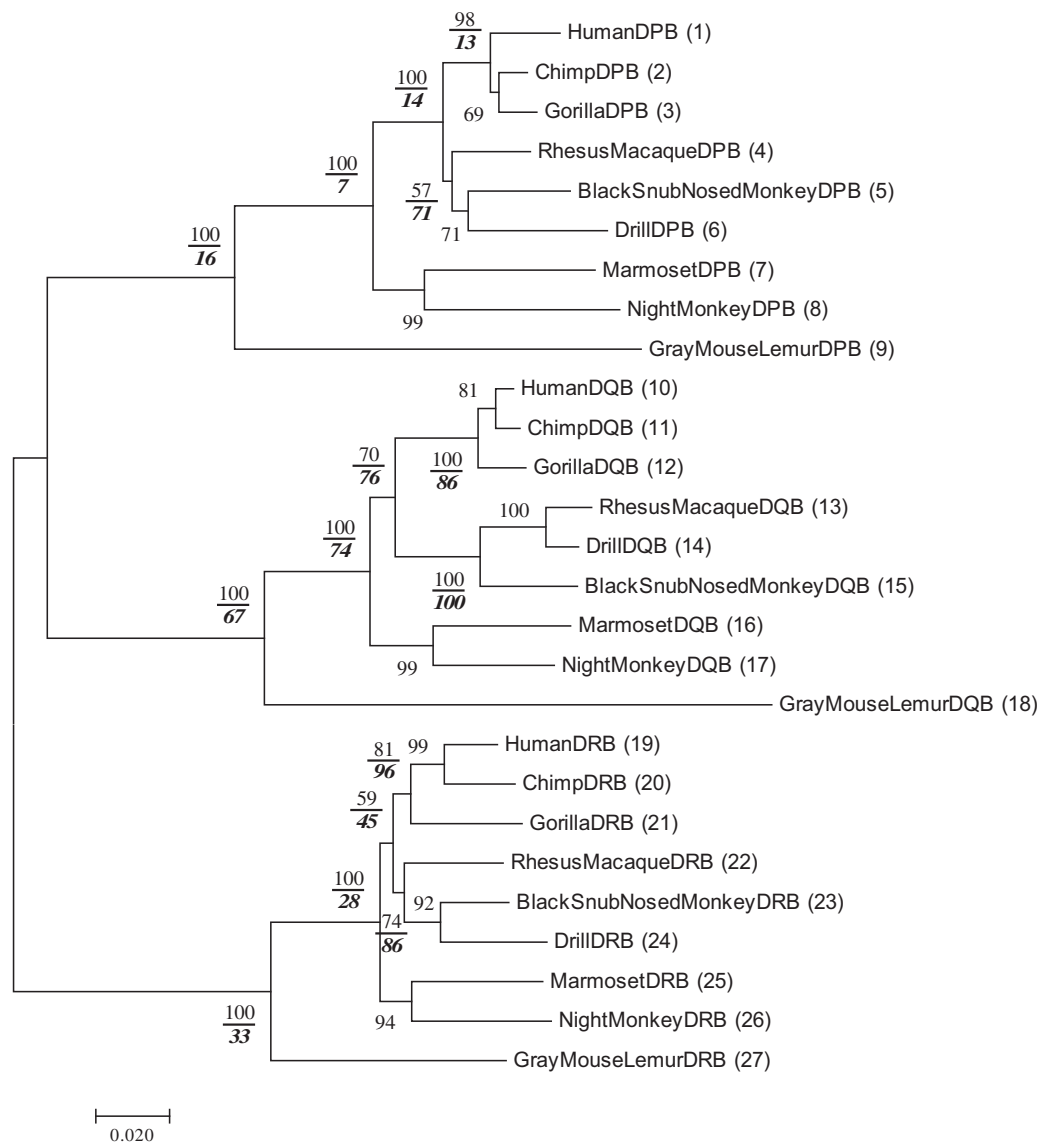 98
13
HumanDPB (1)
ChimpDPB (2)
100
14
69
GorillaDPB (3)
RhesusMacaqueDPB (4)
100
7
57
71
BlackSnubNosedMonkeyDPB (5)
71
DrillDPB (6)
100
16
MarmosetDPB (7)
NightMonkeyDPB (8)
99
GrayMouseLemurDPB (9)
81
HumanDQB (10)
ChimpDQB (11)
70
76
100
86
GorillaDQB (12)
100
RhesusMacaqueDQB (13)
100
74
DrillDQB (14)
100
100
BlackSnubNosedMonkeyDQB (15)
100
67
MarmosetDQB (16)
99
NightMonkeyDQB (17)
GrayMouseLemurDQB (18)
81
96
99
HumanDRB (19)
ChimpDRB (20)
59
45
GorillaDRB (21)
RhesusMacaqueDRB (22)
100
28
92
BlackSnubNosedMonkeyDRB (23)
74
86
DrillDRB (24)
MarmosetDRB (25)
94
NightMonkeyDRB (26)
100
33
GrayMouseLemurDRB (27)
0.020